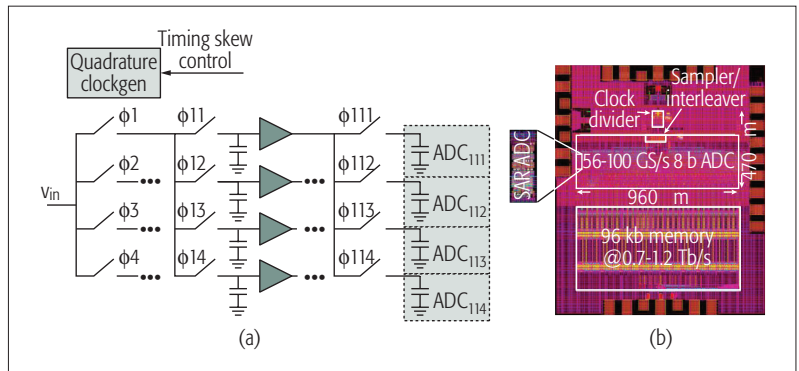 Quadrature
clockgen
Timing skew
control
ϕ1
ϕ11
ϕ111
ϕ2
ϕ12
ϕ112
Vin
ϕ3
ϕ13
ϕ113
ϕ4
ϕ14
ϕ114
ADC111
ADC112
ADC113
ADC114
(a)
Sampler/
interleaver
Clock
divider
SAR ADC
56-100 GS/s 8 b ADC
470 m
960 m
96 kb memory
@0.7-1.2 Tb/s
(b)